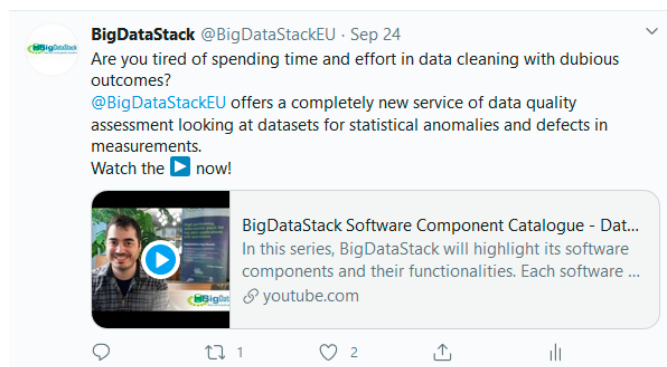 BigDataStack @BigDataStackEU · Sep 24
Are you tired of spending time and effort in data cleaning with dubious
outcomes?
@BigDataStackEU offers a completely new service of data quality
assessment looking at datasets for statistical anomalies and defects in
measurements.
Watch the ▶ now!
BigDataStack
BigDataStack Software Component Catalogue - Dat...
In this series, BigDataStack will highlight its software
components and their functionalities. Each software ...
youtube.com
BigDat
1
2